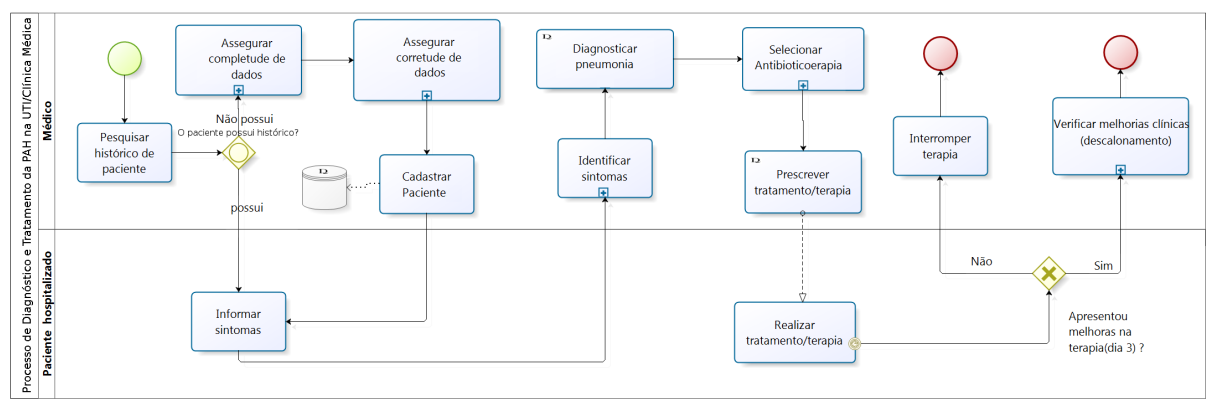 Processo de Diagnóstico e Tratamento da PAH na UTI/Clínica Médica
Médico
Pesquisar
histórico de
paciente
Assegurar
completude de
dados
Não possui
O paciente possui histórico?
possui
Assegurar
corretude de
dados
Cadastrar
Paciente
Diagnosticar
pneumonia
Identificar
sintomas
Selecionar
Antibioticoerapia
Prescrever
tratamento/terapia
Interromper
terapia
Verificar melhorias clínicas
(descalonamento)
Paciente hospitalizado
Informar
sintomas
Realizar
tratamento/terapia
Não
Sim
Apresentou
melhoras na
terapia(dia 3) ?